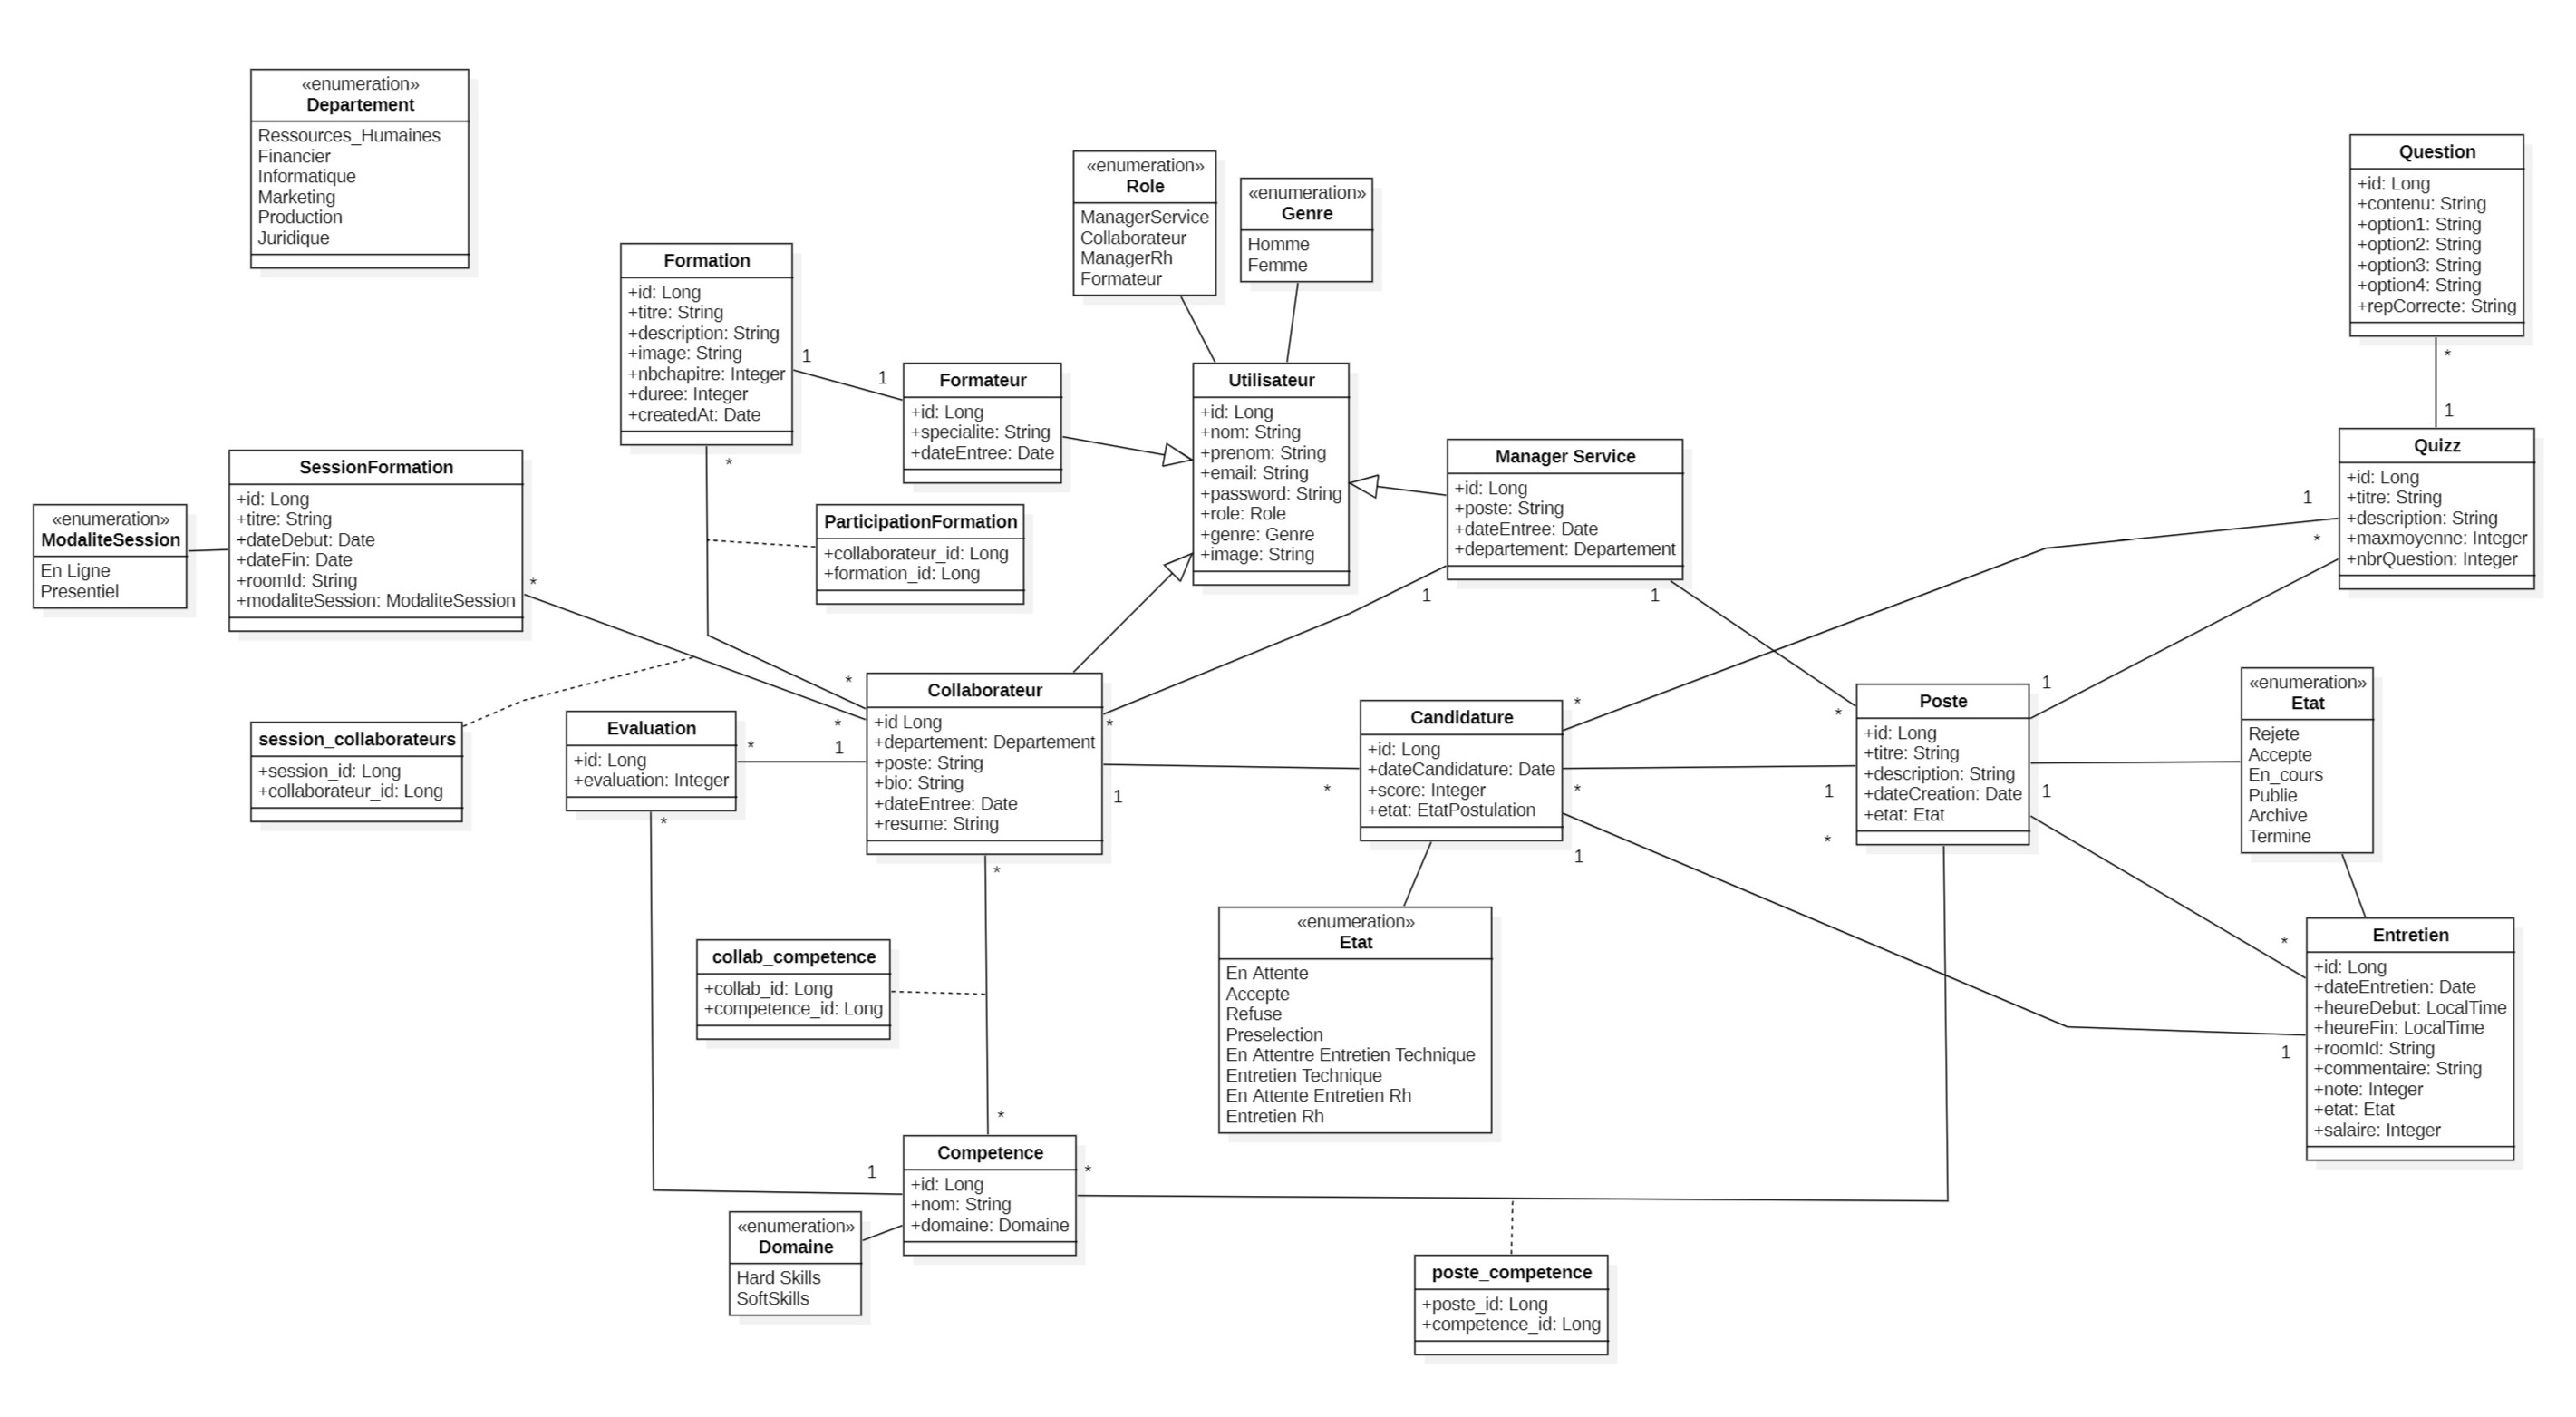 «enumeration»
Departement
Ressources_Humaines
Financier
Informatique
Marketing
Production
Juridique
«enumeration»
Role
ManagerService
Collaborateur
ManagerRh
Formateur
«enumeration»
Genre
Homme
Femme
Question
+id: Long
+contenu: String
+option1: String
+option2: String
+option3: String
+option4: String
+repCorrecte: String
*
1
Formation
+id: Long
+titre: String
+description: String
+image: String
+nbchapitre: Integer
+duree: Integer
+createdAt: Date
1
1
*
Formateur
+id: Long
+specialite: String
+dateEntree: Date
Utilisateur
+id: Long
+nom: String
+prenom: String
+email: String
+password: String
+role: Role
+genre: Genre
+image: String
Manager Service
+id: Long
+poste: String
+dateEntree: Date
+departement: Departement
1
1
Quizz
+id: Long
+titre: String
+description: String
+maxmoyenne: Integer
+nbrQuestion: Integer
1
*
«enumeration»
ModaliteSession
En Ligne
Presentiel
SessionFormation
+id: Long
+titre: String
+dateDebut: Date
+dateFin: Date
+roomId: String
+modaliteSession: ModaliteSession
*
ParticipationFormation
+collaborateur_id: Long
+formation_id: Long
session_collaborateurs
+session_id: Long
+collaborateur_id: Long
Evaluation
+id: Long
+evaluation: Integer
*
*
*
*
1
Collaborateur
+id Long
+departement: Departement
+poste: String
+bio: String
+dateEntree: Date
+resume: String
*
1
*
*
Candidature
+id: Long
+dateCandidature: Date
+score: Integer
+etat: EtatPostulation
*
*
1
*
1
*
Poste
+id: Long
+titre: String
+description: String
+dateCreation: Date
+etat: Etat
1
1
«enumeration»
Etat
Rejete
Accepte
En_cours
Publie
Archive
Termine
«enumeration»
Etat
En Attente
Accepte
Refuse
Preselection
En Attentre Entretien Technique
Entretien Technique
En Attente Entretien Rh
Entretien Rh
*
1
Entretien
+id: Long
+dateEntretien: Date
+heureDebut: LocalTime
+heureFin: LocalTime
+roomId: String
+commentaire: String
+note: Integer
+etat: Etat
+salaire: Integer
collab_competence
+collab_id: Long
+competence_id: Long
*
1
*
Competence
+id: Long
+nom: String
+domaine: Domaine
«enumeration»
Domaine
Hard Skills
SoftSkills
poste_competence
+poste_id: Long
+competence_id: Long